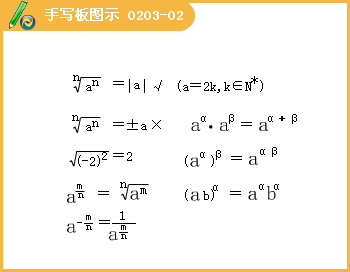 手写板图示 0203-02
ⁿ√aⁿ =|a| √ (a=2k,k∈N*)
ⁿ√aⁿ =±a× a^α·a^β=a^(α+β)
√(-2)² =2 (a^α)^β =a^(αβ)
a^(m/n) = ⁿ√a^m (ab)^α =a^α b^α
a^(-m/n) =1/a^(m/n)